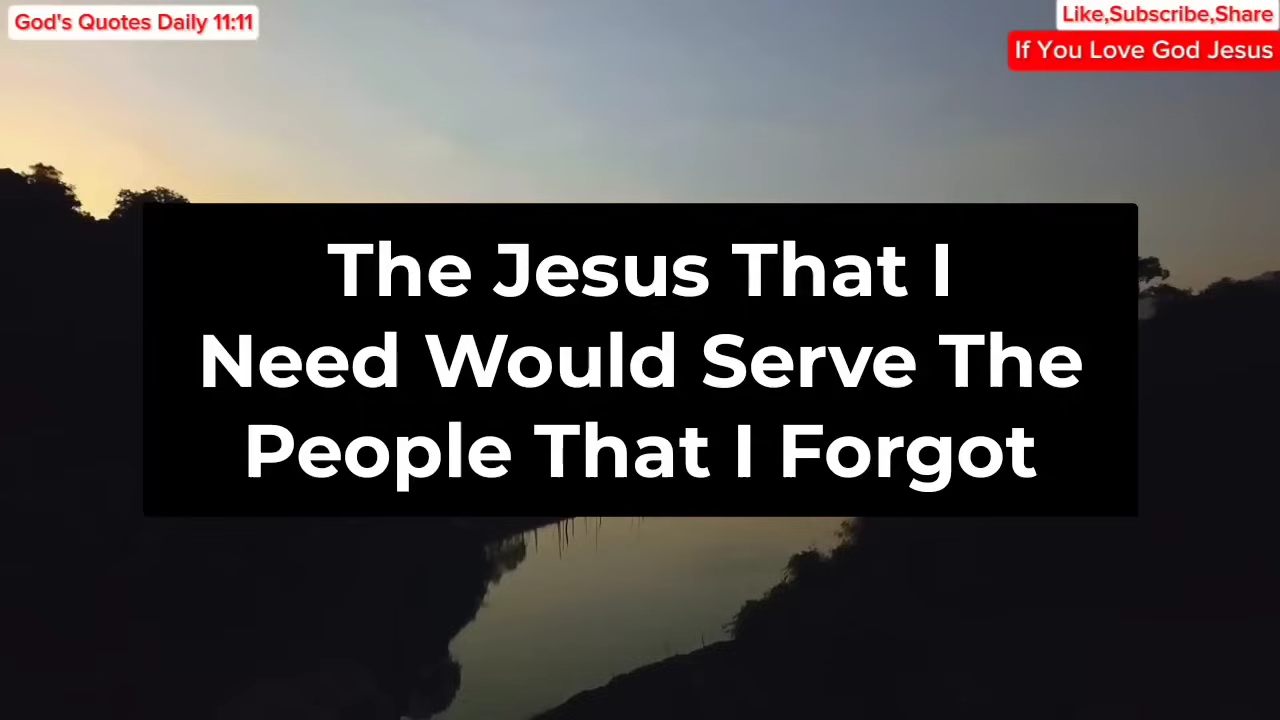 God's Quotes Daily 11:11
Like,Subscribe,Share
If You Love God Jesus
The Jesus That I
Need Would Serve The
People That I Forgot